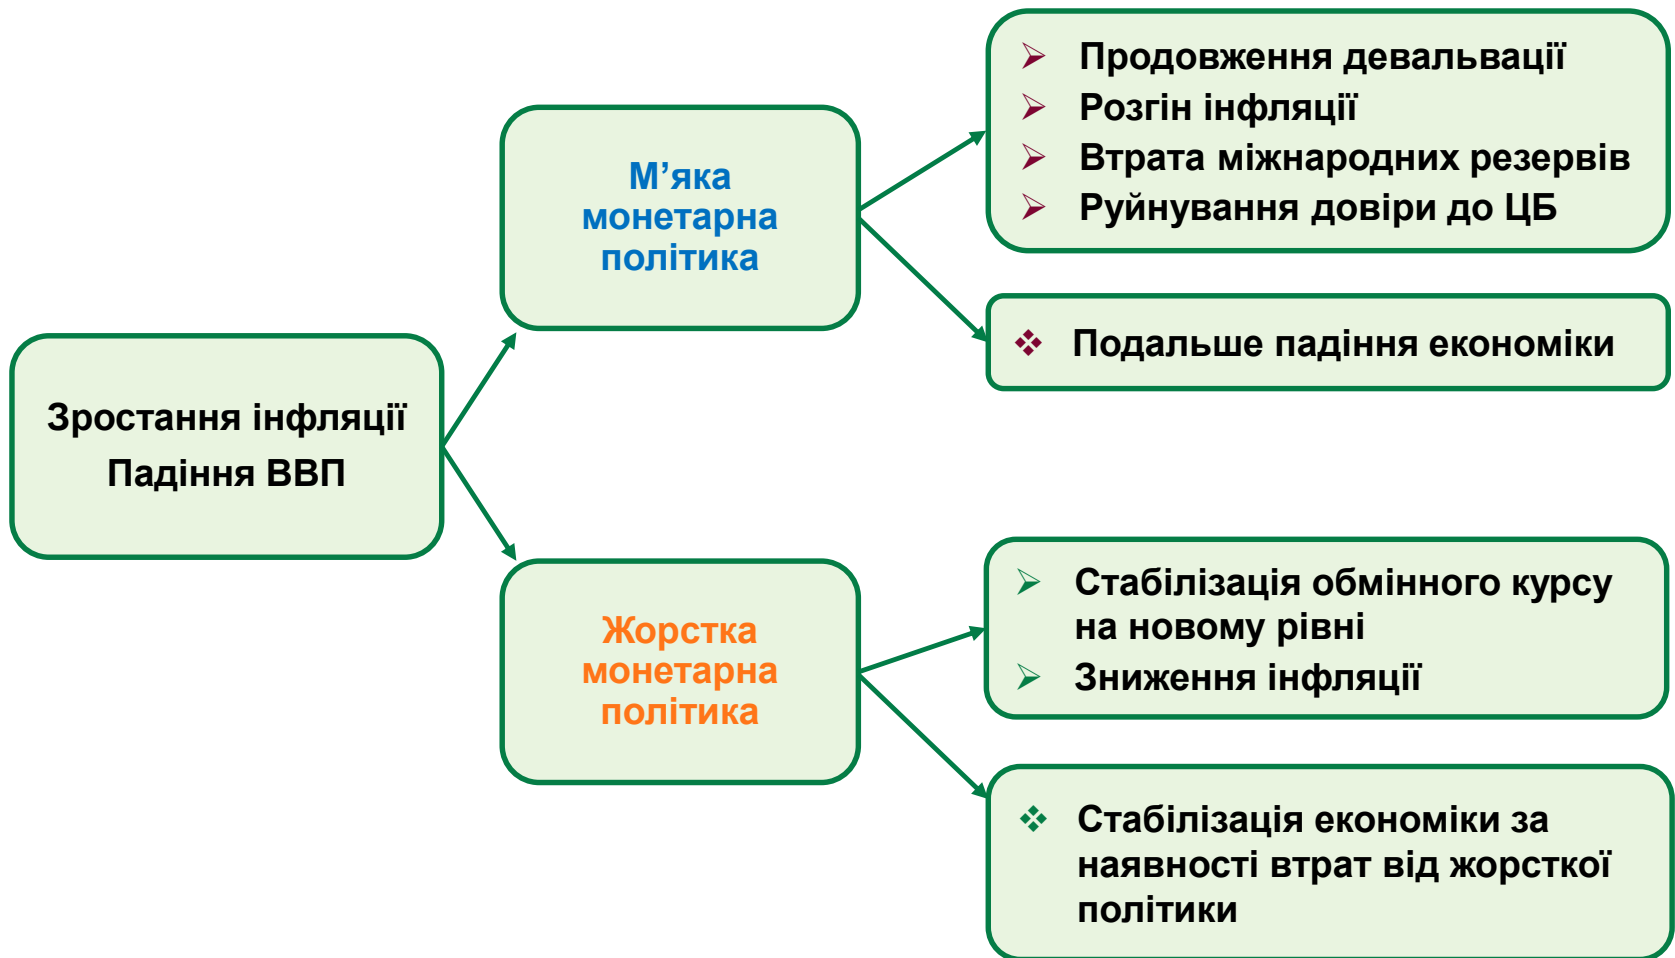 Зростання інфляції
Падіння ВВП
М’яка
монетарна
політика
Продовження девальвації
Розгін інфляції
Втрата міжнародних резервів
Руйнування довіри до ЦБ
Подальше падіння економіки
Жорстка
монетарна
політика
Стабілізація обмінного курсу
на новому рівні
Зниження інфляції
Стабілізація економіки за
наявності втрат від жорсткої
політики